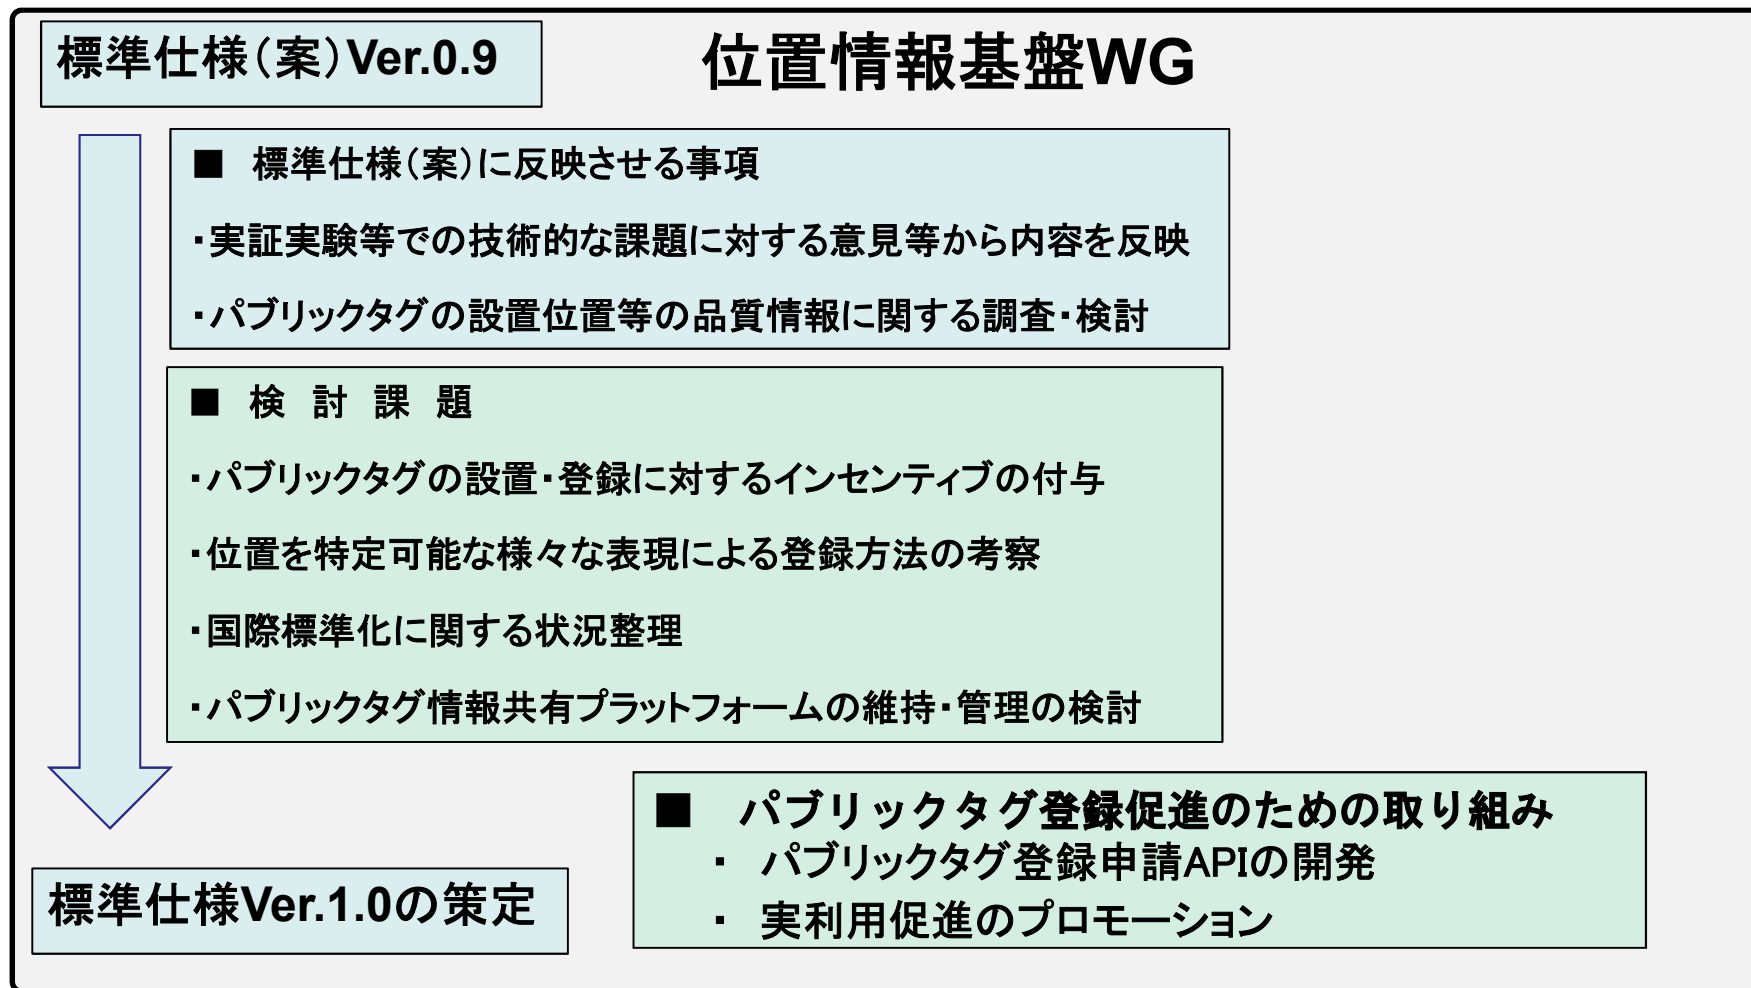 標準仕様（案）Ver.0.9
位置情報基盤WG
■　標準仕様（案）に反映させる事項
・実証実験等での技術的な課題に対する意見等から内容を反映
・パブリックタグの設置位置等の品質情報に関する調査・検討
■　検　討　課　題
・パブリックタグの設置・登録に対するインセンティブの付与
・位置を特定可能な様々な表現による登録方法の考察
・国際標準化に関する状況整理
・パブリックタグ情報共有プラットフォームの維持・管理の検討
■　パブリックタグ登録促進のための取り組み
・　パブリックタグ登録申請APIの開発
・　実利用促進のプロモーション
標準仕様Ver.1.0の策定